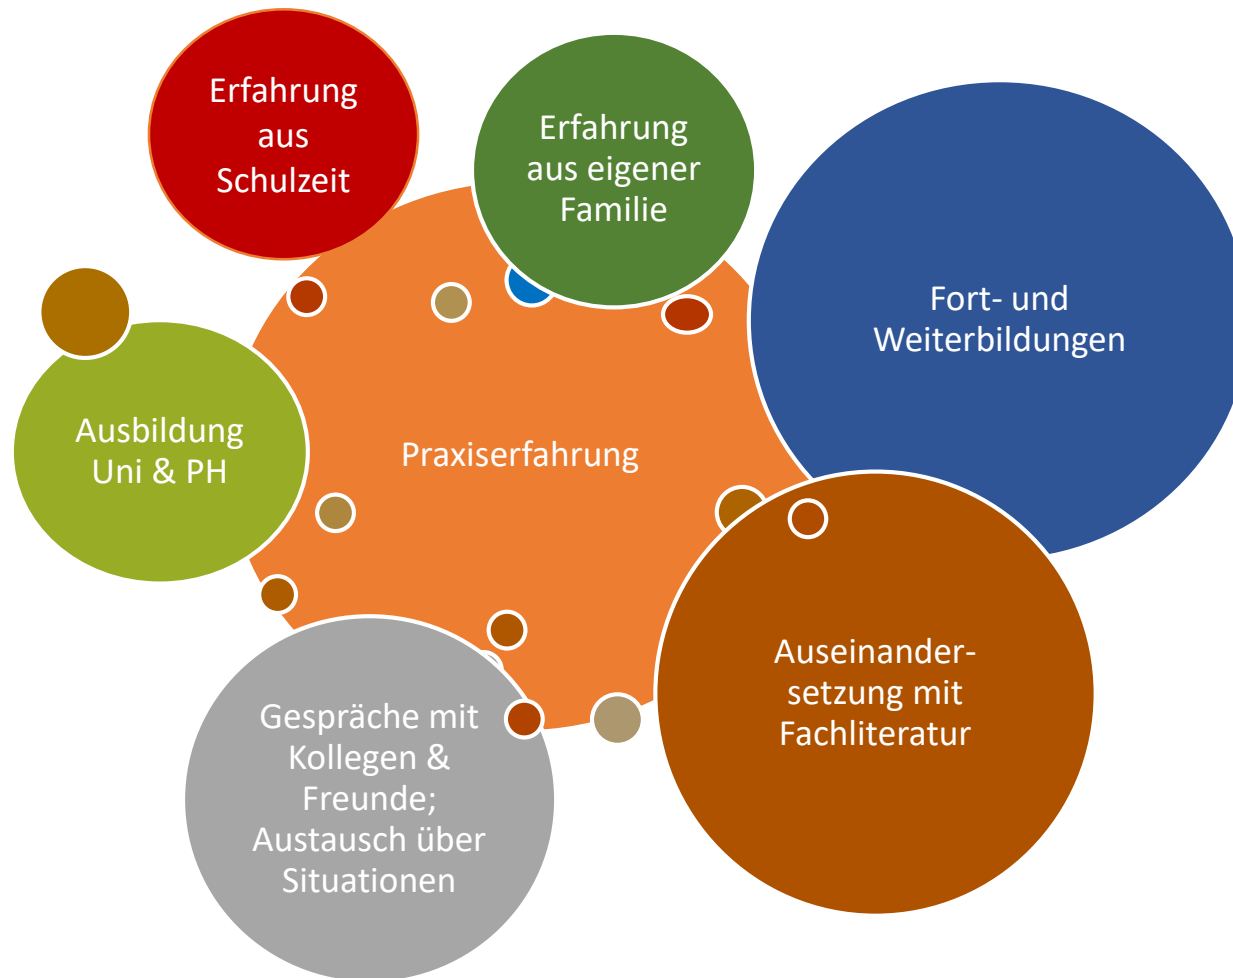 Erfahrung
aus
Schulzeit
Erfahrung
aus eigener
Familie
Fort- und
Weiterbildungen
Ausbildung
Uni & PH
Praxiserfahrung
Auseinander-
setzung mit
Fachliteratur
Gespräche mit
Kollegen &
Freunde;
Austausch über
Situationen